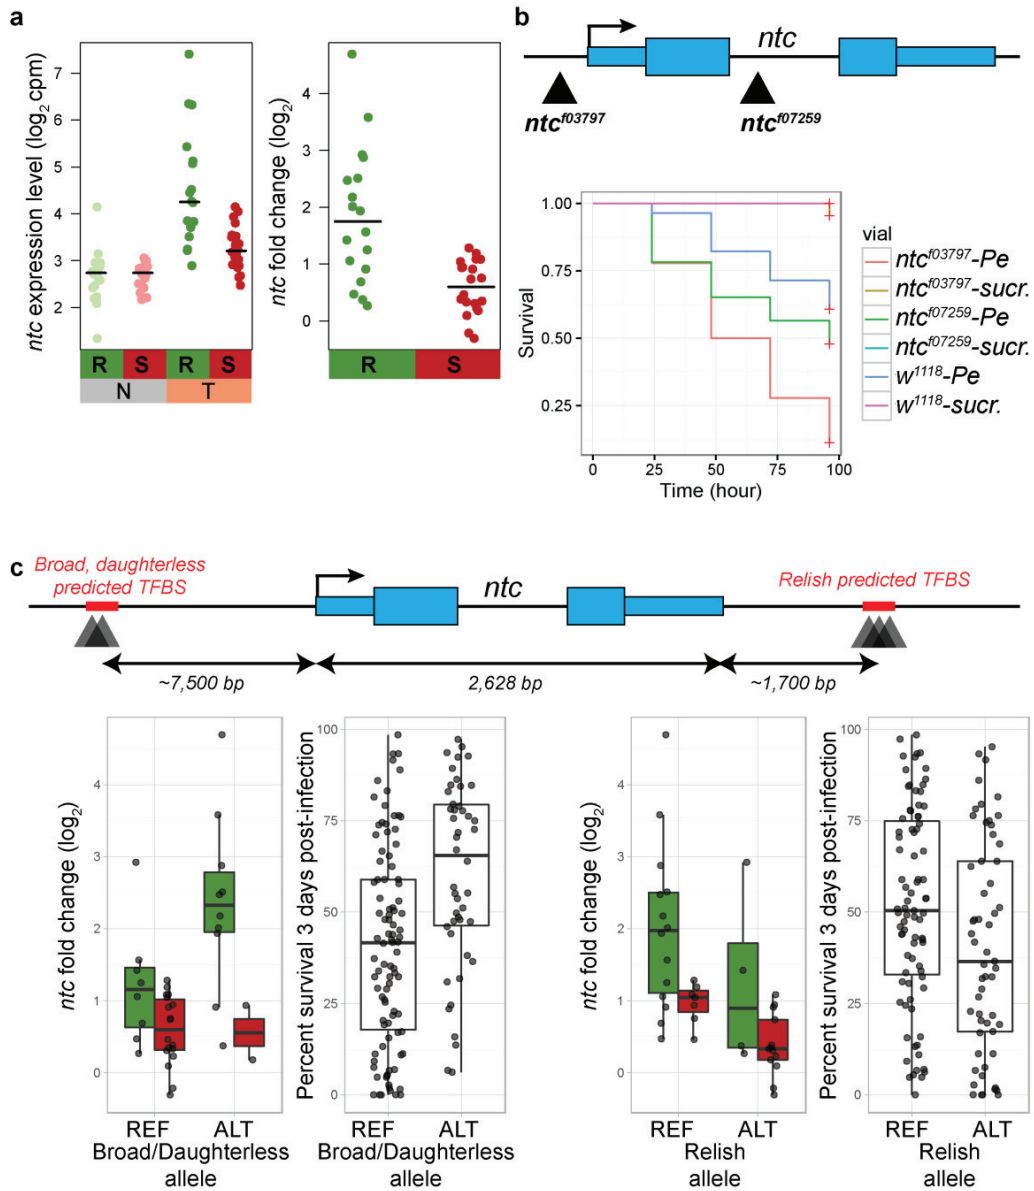 a
ntc expression level (log2 cpm)
7
6
5
4
3
2
R S R S
N T
ntc fold change (log2)
4
3
2
1
0
R S
b
ntc
ntcf03797
ntcf07259
Survival
1.00
0.75
0.50
0.25
0 25 50 75 100
Time (hour)
vial
ntcf03797-Pe
ntcf03797-sucr.
ntcf07259-Pe
ntcf07259-sucr.
w1118-Pe
w1118-sucr.
c
Broad, daughterless
predicted TFBS
ntc
Relish predicted TFBS
~7,500 bp
2,628 bp
~1,700 bp
ntc fold change (log2)
4
3
2
1
0
REF ALT
Broad/Daughterless
allele
Percent survival 3 days post-infection
100
75
50
25
0
REF ALT
Broad/Daughterless
allele
ntc fold change (log2)
4
3
2
1
0
REF ALT
Relish
allele
Percent survival 3 days post-infection
100
75
50
25
0
REF ALT
Relish
allele